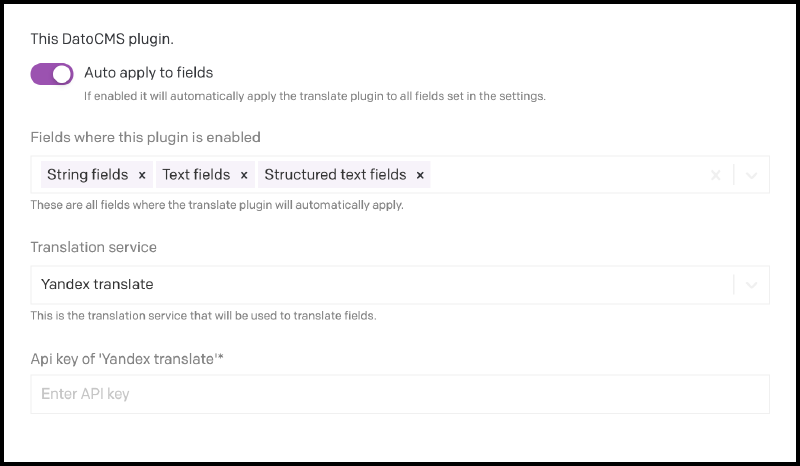 This DatoCMS plugin.
Auto apply to fields
If enabled it will automatically apply the translate plugin to all fields set in the settings.
Fields where this plugin is enabled
String fields × Text fields × Structured text fields ×
These are all fields where the translate plugin will automatically apply.
Translation service
Yandex translate
This is the translation service that will be used to translate fields.
Api key of 'Yandex translate'*
Enter API key